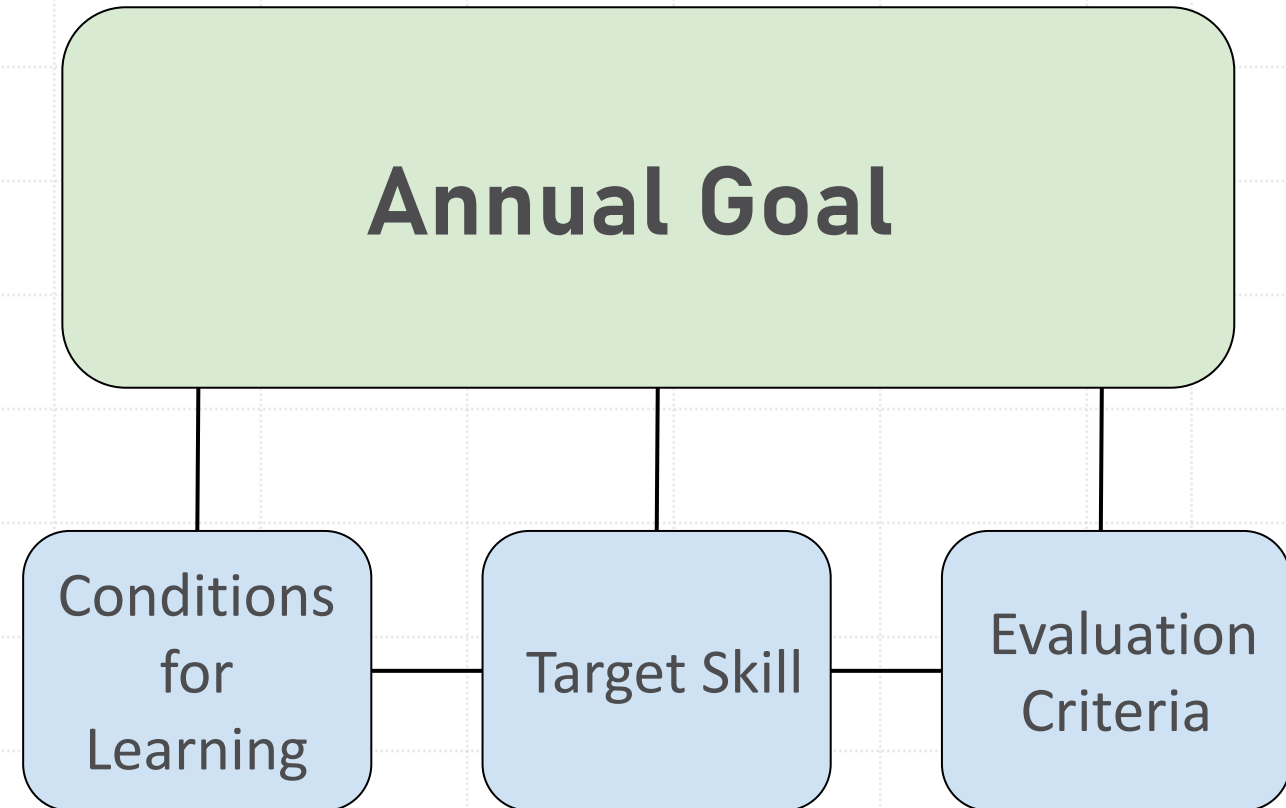 Annual Goal
Conditions
for
Learning
Target Skill
Evaluation
Criteria